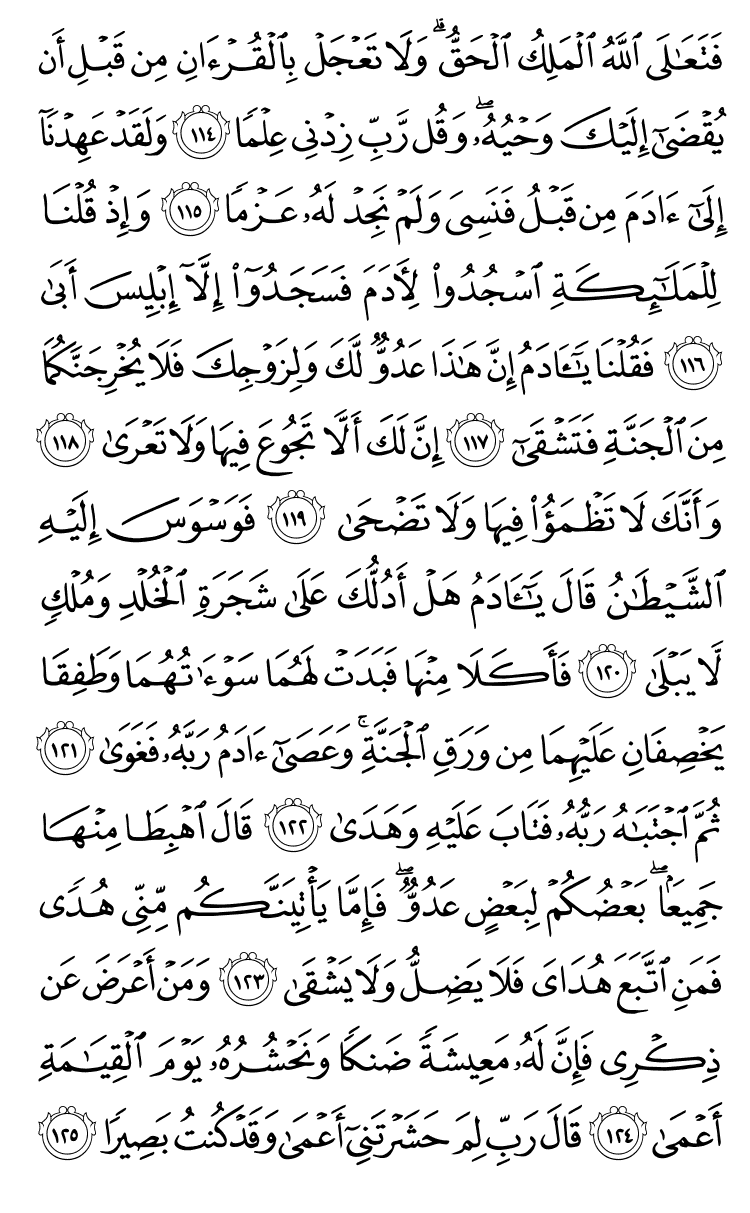 فَتَعَـٰلَى ٱللَّهُ ٱلْمَلِكُ ٱلْحَقُّ ۗ وَلَا تَعْجَلْ بِٱلْقُرْءَانِ مِن قَبْلِ أَن
يُقْضَىٰٓ إِلَيْكَ وَحْيُهُۥ ۖ وَقُل رَّبِّ زِدْنِى عِلْمًا ١١٤ وَلَقَدْ عَهِدْنَآ
إِلَىٰٓ ءَادَمَ مِن قَبْلُ فَنَسِىَ وَلَمْ نَجِدْ لَهُۥ عَزْمًا ١١٥ وَإِذْ قُلْنَا
لِلْمَلَـٰٓئِكَةِ ٱسْجُدُوا۟ لِـَٔادَمَ فَسَجَدُوٓا۟ إِلَّآ إِبْلِيسَ أَبَىٰ
١١٦ فَقُلْنَا يَـٰٓـَٔادَمُ إِنَّ هَـٰذَا عَدُوٌّ لَّكَ وَلِزَوْجِكَ فَلَا يُخْرِجَنَّكُمَا
مِنَ ٱلْجَنَّةِ فَتَشْقَىٰٓ ١١٧ إِنَّ لَكَ أَلَّا تَجُوعَ فِيهَا وَلَا تَعْرَىٰ ١١٨
وَأَنَّكَ لَا تَظْمَؤُا۟ فِيهَا وَلَا تَضْحَىٰ ١١٩ فَوَسْوَسَ إِلَيْهِ
ٱلشَّيْطَـٰنُ قَالَ يَـٰٓـَٔادَمُ هَلْ أَدُلُّكَ عَلَىٰ شَجَرَةِ ٱلْخُلْدِ وَمُلْكٍ
لَّا يَبْلَىٰ ١٢٠ فَأَكَلَا مِنْهَا فَبَدَتْ لَهُمَا سَوْءَٰتُهُمَا وَطَفِقَا
يَخْصِفَانِ عَلَيْهِمَا مِن وَرَقِ ٱلْجَنَّةِ ۚ وَعَصَىٰٓ ءَادَمُ رَبَّهُۥ فَغَوَىٰ ١٢١
ثُمَّ ٱجْتَبَـٰهُ رَبُّهُۥ فَتَابَ عَلَيْهِ وَهَدَىٰ ١٢٢ قَالَ ٱهْبِطَا مِنْهَا
جَمِيعًۢا ۖ بَعْضُكُمْ لِبَعْضٍ عَدُوٌّ ۖ فَإِمَّا يَأْتِيَنَّكُم مِّنِّى هُدًى
فَمَنِ ٱتَّبَعَ هُدَاىَ فَلَا يَضِلُّ وَلَا يَشْقَىٰ ١٢٣ وَمَنْ أَعْرَضَ عَن
ذِكْرِى فَإِنَّ لَهُۥ مَعِيشَةً ضَنكًا وَنَحْشُرُهُۥ يَوْمَ ٱلْقِيَـٰمَةِ
أَعْمَىٰ ١٢٤ قَالَ رَبِّ لِمَ حَشَرْتَنِىٓ أَعْمَىٰ وَقَدْ كُنتُ بَصِيرًا ١٢٥